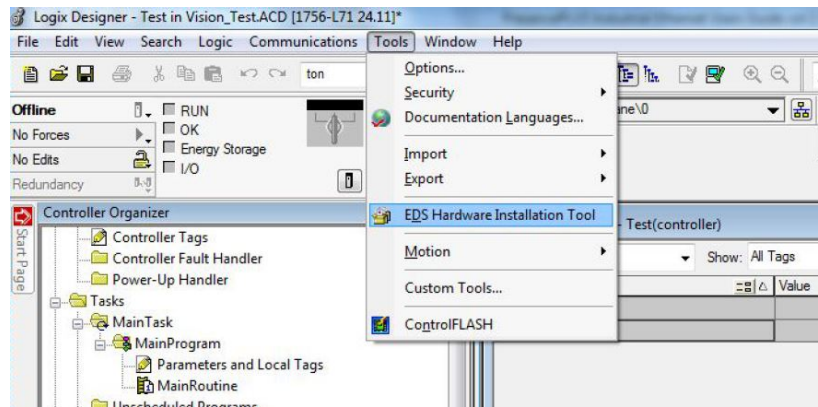 Logix Designer - Test in Vision_Test.ACD [1756-L71 24.11]*
File Edit View Search Logic Communications Tools Window Help
ton
Offline
RUN
No Forces
OK
No Edits
Energy Storage
I/O
Redundancy
ane\0
Options...
Security
Documentation Languages...
Import
Export
EDS Hardware Installation Tool
Motion
Custom Tools...
ControlFLASH
Start Page
Controller Organizer
Controller Tags
Controller Fault Handler
Power-Up Handler
Tasks
MainTask
MainProgram
Parameters and Local Tags
MainRoutine
Unscheduled Programs
- Test(controller)
Show: All Tags
Value